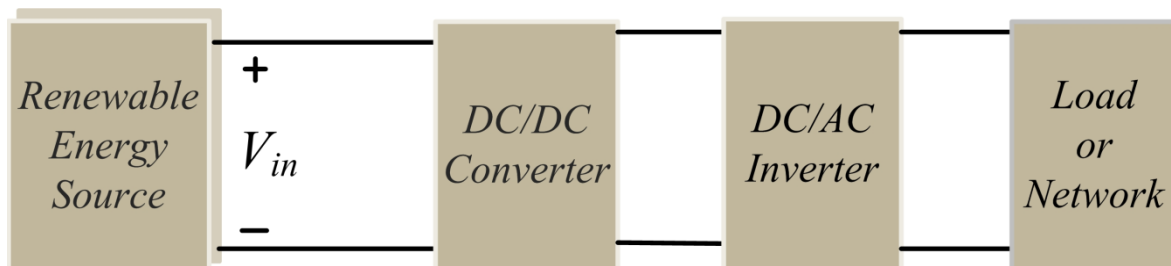 Renewable
Energy
Source
+
V_in
−
DC/DC
Converter
DC/AC
Inverter
Load
or
Network